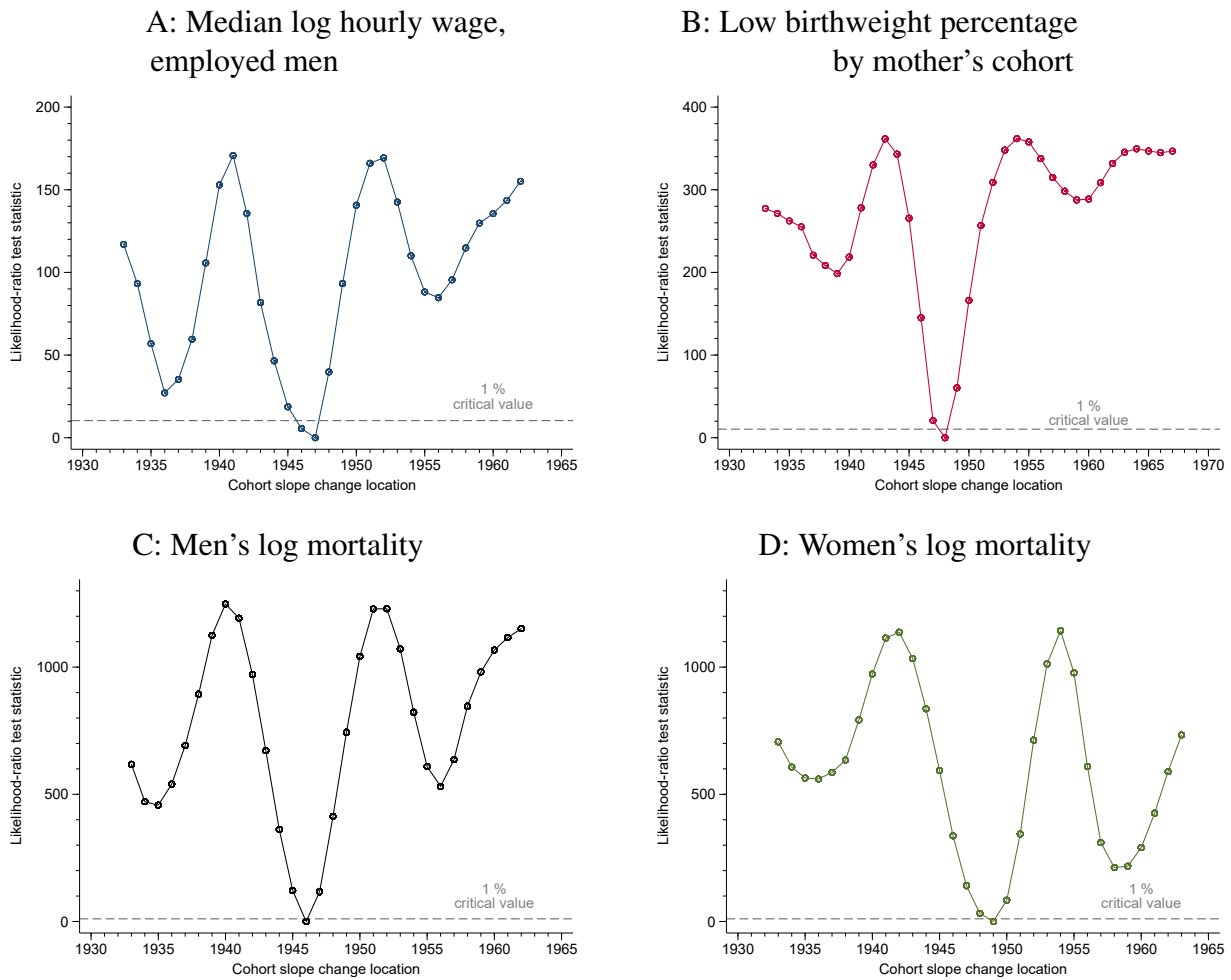 A: Median log hourly wage,
employed men
200
150
100
50
0
Likelihood-ratio test statistic
1 %
critical value
1930 1935 1940 1945 1950 1955 1960 1965
Cohort slope change location
B: Low birthweight percentage
by mother’s cohort
400
300
200
100
0
Likelihood-ratio test statistic
1 %
critical value
1930 1935 1940 1945 1950 1955 1960 1965 1970
Cohort slope change location
C: Men’s log mortality
1000
500
0
Likelihood-ratio test statistic
1 %
critical value
1930 1935 1940 1945 1950 1955 1960 1965
Cohort slope change location
D: Women’s log mortality
1000
500
0
Likelihood-ratio test statistic
1 %
critical value
1930 1935 1940 1945 1950 1955 1960 1965
Cohort slope change location